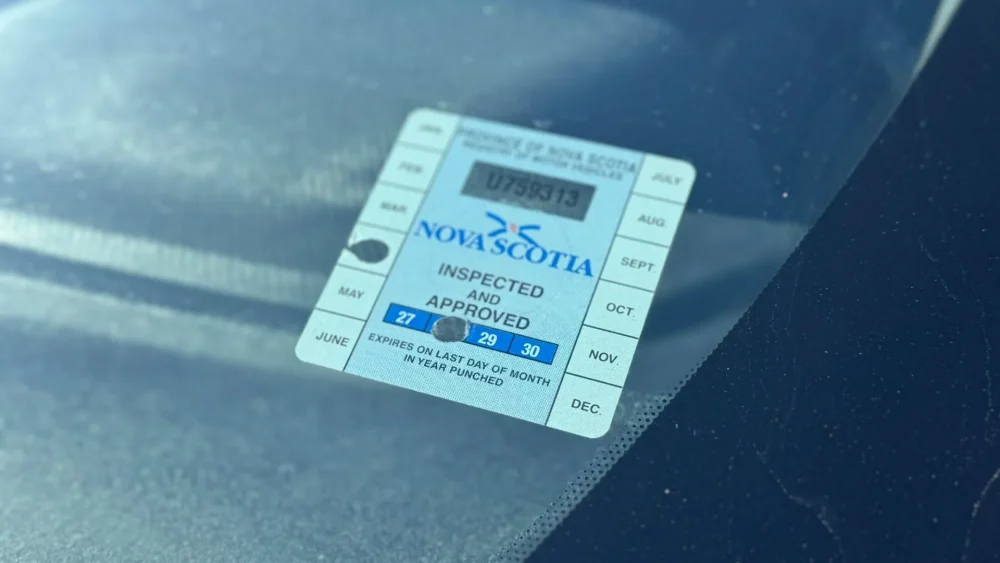 PROVINCE OF NOVA SCOTIA
REGISTRY OF MOTOR VEHICLES
U759313
NOVA SCOTIA
INSPECTED
AND
APPROVED
27 29 30
EXPIRES ON LAST DAY OF MONTH
IN YEAR PUNCHED
JAN.
FEB.
MAR.
MAY
JUNE
JULY
AUG.
SEPT.
OCT.
NOV.
DEC.